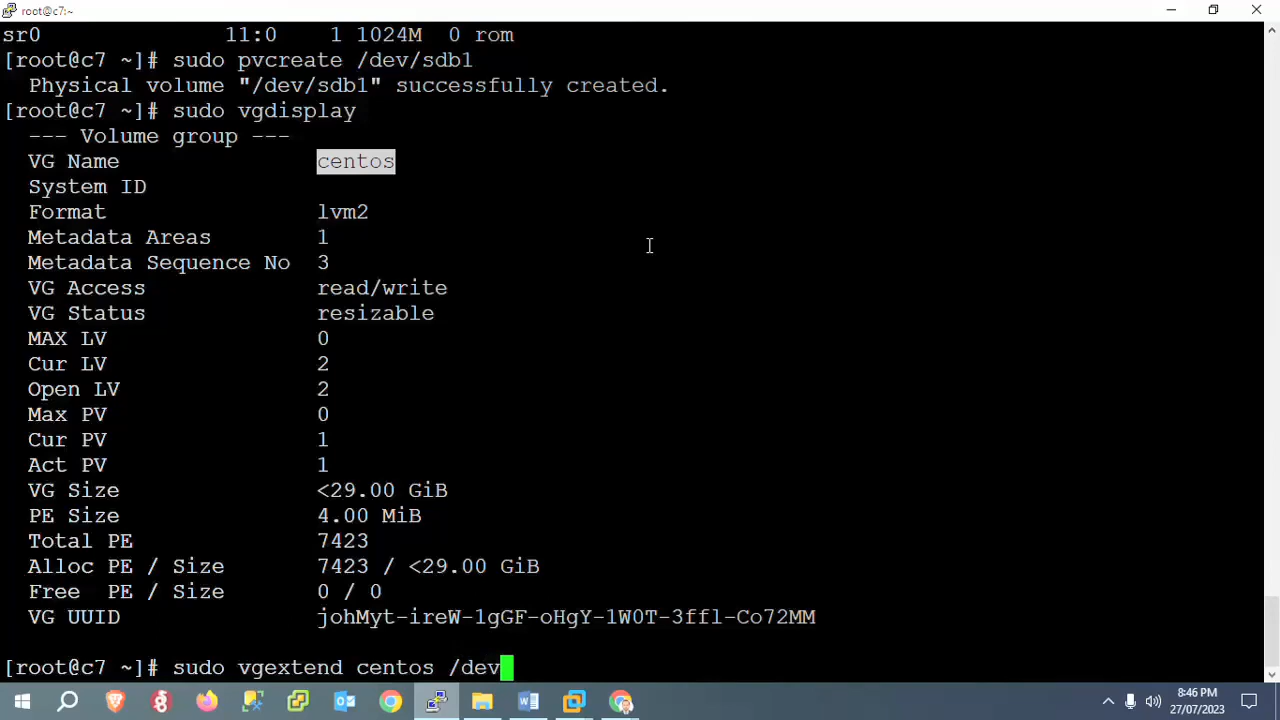 root@c7:~
sr0 11:0 1 1024M 0 rom
[root@c7 ~]# sudo pvcreate /dev/sdb1
Physical volume "/dev/sdb1" successfully created.
[root@c7 ~]# sudo vgdisplay
--- Volume group ---
VG Name centos
System ID
Format lvm2
Metadata Areas 1
Metadata Sequence No 3
VG Access read/write
VG Status resizable
MAX LV 0
Cur LV 2
Open LV 2
Max PV 0
Cur PV 1
Act PV 1
VG Size <29.00 GiB
PE Size 4.00 MiB
Total PE 7423
Alloc PE / Size 7423 / <29.00 GiB
Free PE / Size 0 / 0
VG UUID johMyt-ireW-1gGF-oHgY-1W0T-3ffl-Co72MM
[root@c7 ~]# sudo vgextend centos /dev
8:46 PM
27/07/2023